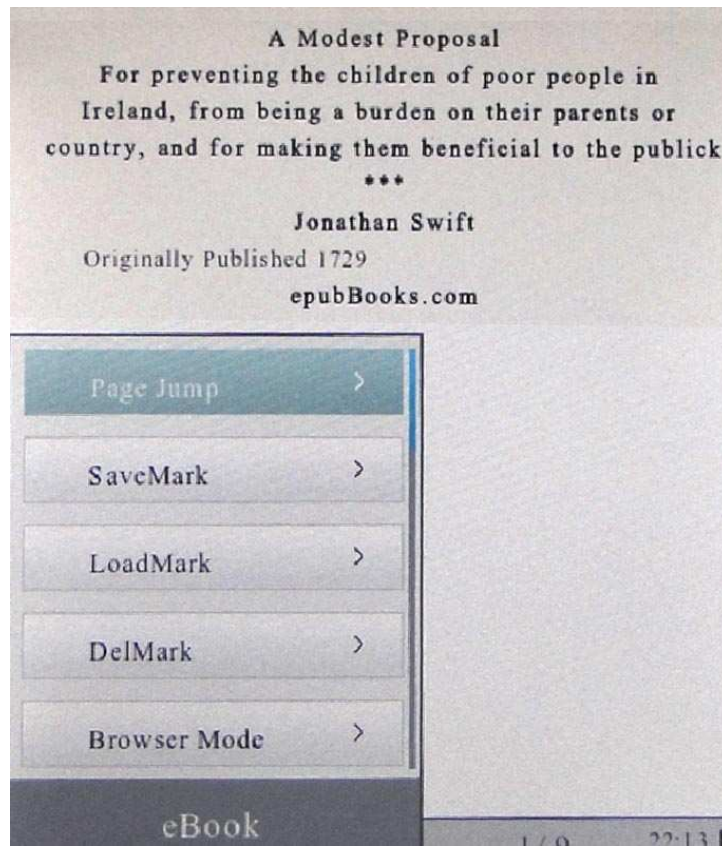 A Modest Proposal
For preventing the children of poor people in
Ireland, from being a burden on their parents or
country, and for making them beneficial to the publick
***
Jonathan Swift
Originally Published 1729
epubBooks.com
Page Jump >
SaveMark >
LoadMark >
DelMark >
Browser Mode >
eBook
22:13